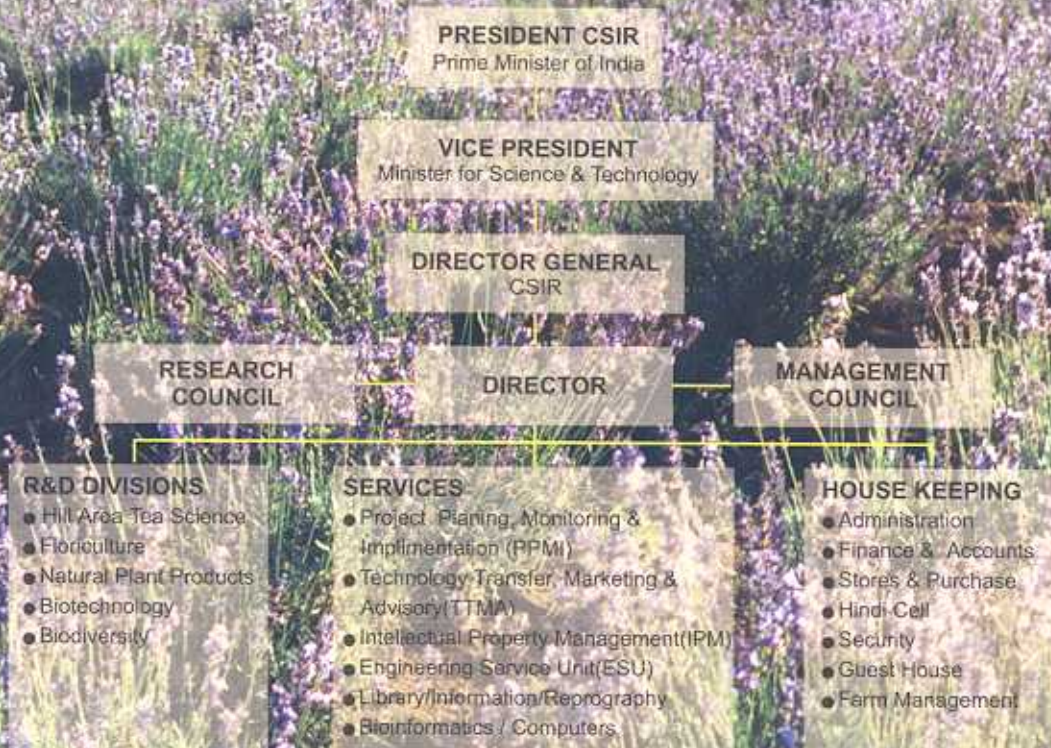 PRESIDENT CSIR
Prime Minister of India
VICE PRESIDENT
Minister for Science & Technology
DIRECTOR GENERAL
CSIR
RESEARCH
COUNCIL
DIRECTOR
MANAGEMENT
COUNCIL
R&D DIVISIONS
● Hill Area Tea Science
● Floriculture
● Natural Plant Products
● Biotechnology
● Biodiversity
SERVICES
● Project Planing, Monitoring &
Implimentation (PPMI)
● Technology Transfer, Marketing &
Advisory(TTMA)
● Intellectual Property Management(IPM)
● Engineering Service Unit(ESU)
● Library/Information/Reprography
● Bioinformatics / Computers
HOUSE KEEPING
● Administration
● Finance & Accounts
● Stores & Purchase
● Hindi Cell
● Security
● Guest House
● Farm Management